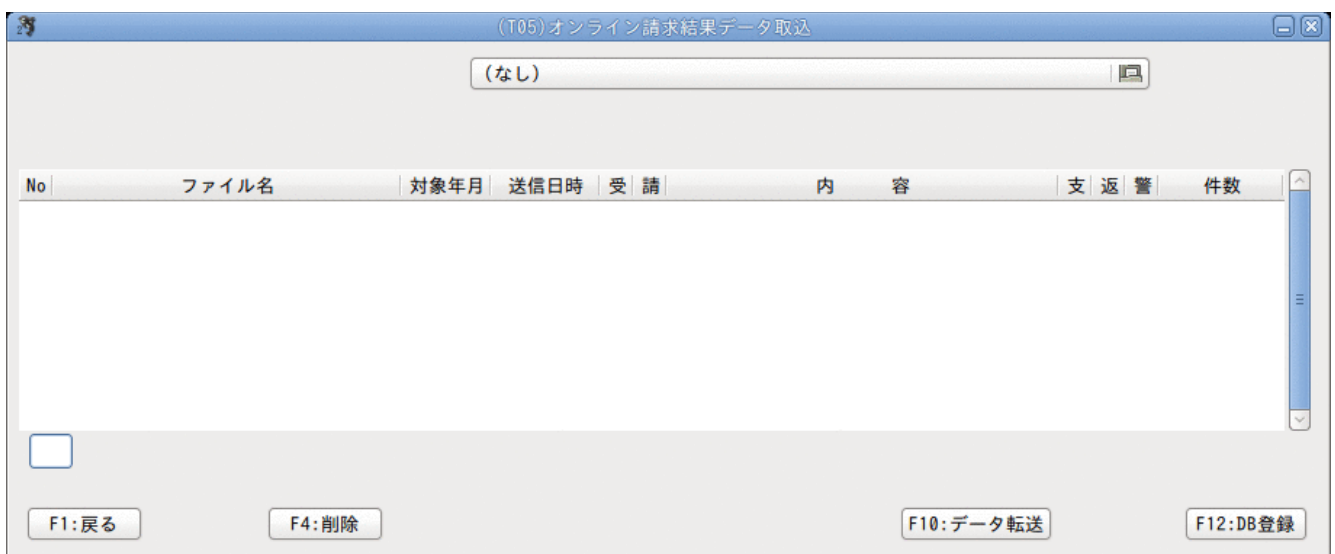 (T05)オンライン請求結果データ取込
(なし)
No ファイル名 対象年月 送信日時 受 請 内 容 支 返 警 件数
F1:戻る F4:削除 F10:データ転送 F12:DB登録